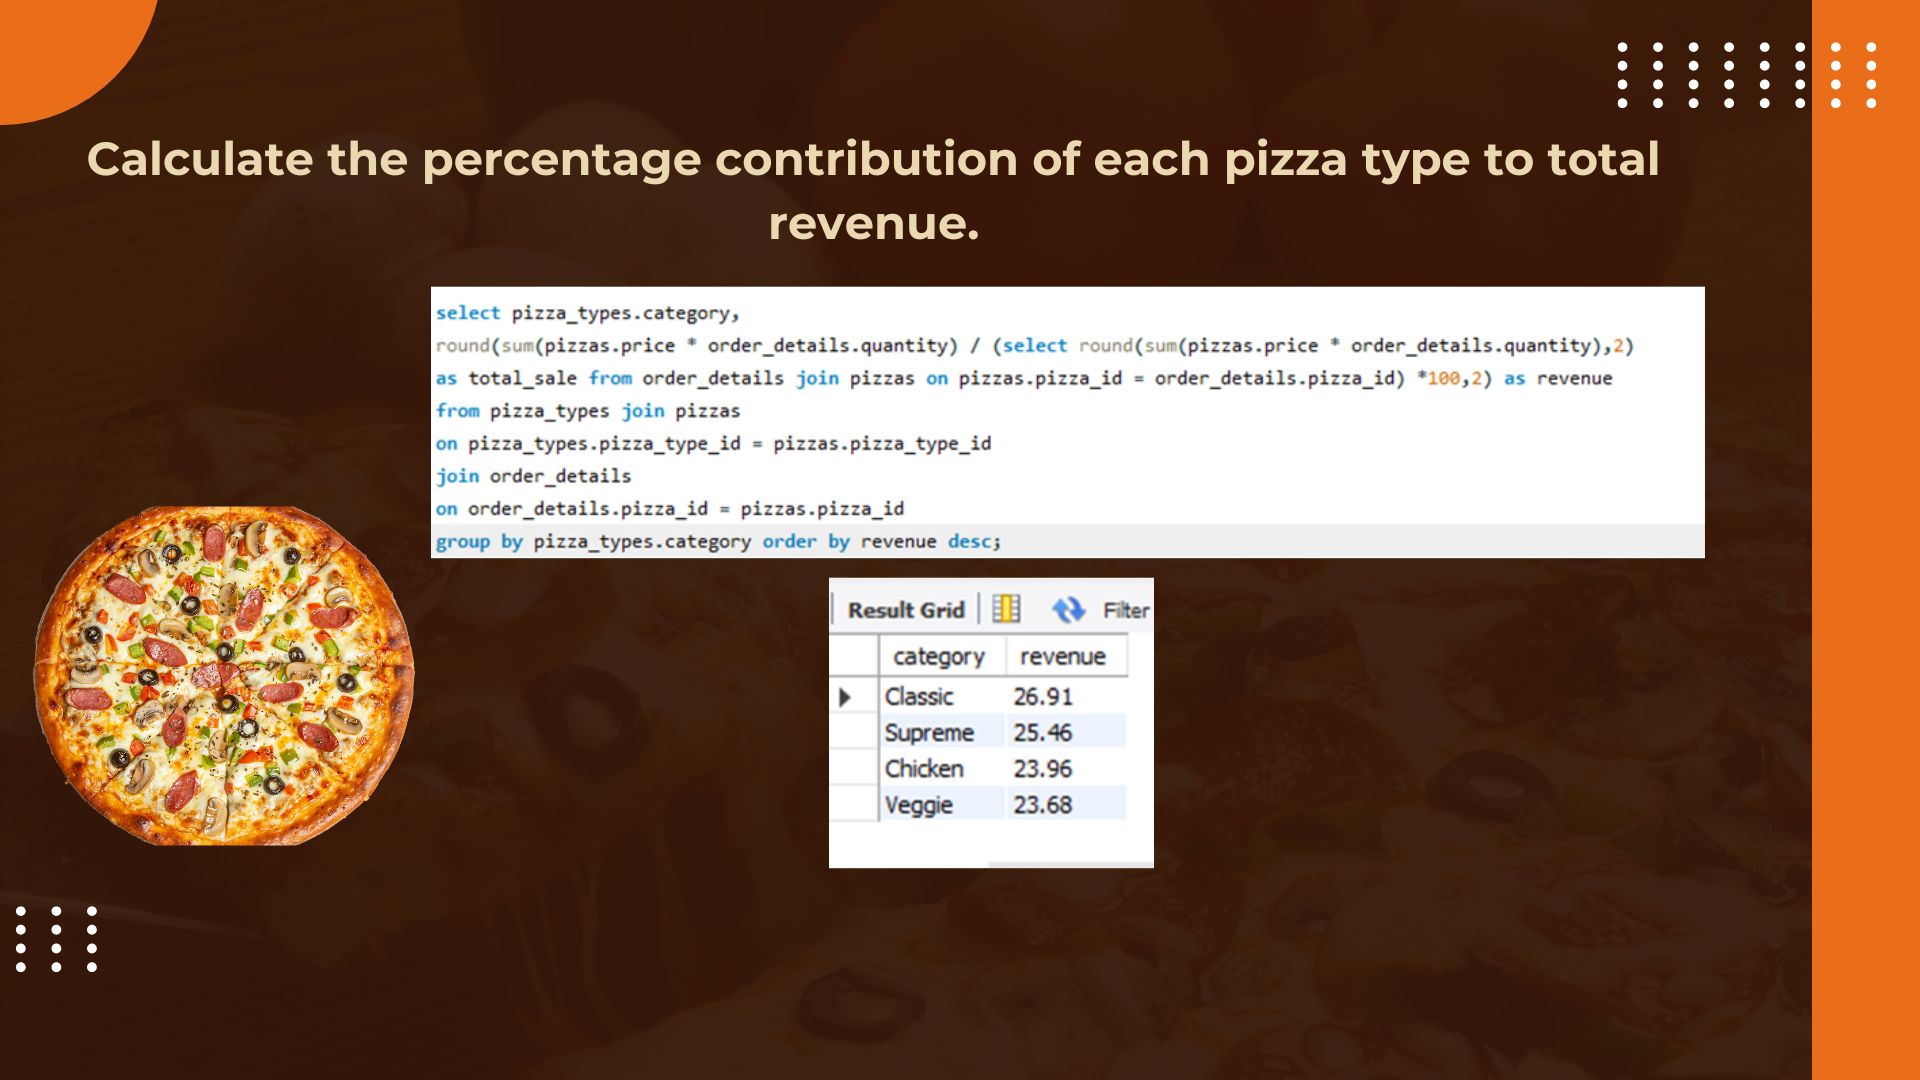 Calculate the percentage contribution of each pizza type to total
revenue.
select pizza_types.category,
round(sum(pizzas.price * order_details.quantity) / (select round(sum(pizzas.price * order_details.quantity),2)
as total_sale from order_details join pizzas on pizzas.pizza_id = order_details.pizza_id) *100,2) as revenue
from pizza_types join pizzas
on pizza_types.pizza_type_id = pizzas.pizza_type_id
join order_details
on order_details.pizza_id = pizzas.pizza_id
group by pizza_types.category order by revenue desc;
Result Grid Filter
category revenue
Classic 26.91
Supreme 25.46
Chicken 23.96
Veggie 23.68